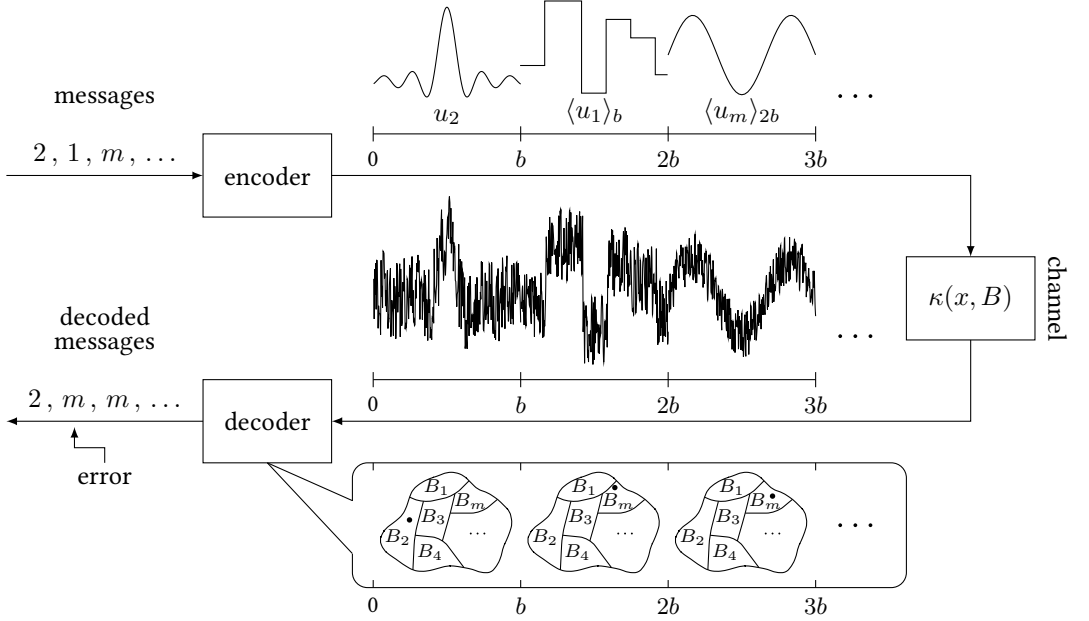 messages
2 , 1 , m , ...
encoder
u₂
⟨u₁⟩_b
⟨u_m⟩_{2b}
...
0 b 2b 3b
channel
κ(x, B)
...
0 b 2b 3b
decoded
messages
2 , m , m , ...
decoder
error
B₁ B₂ B₃ B₄ B_m ...
B₁ B₂ B₃ B₄ B_m ...
B₁ B₂ B₃ B₄ B_m ...
...
0 b 2b 3b